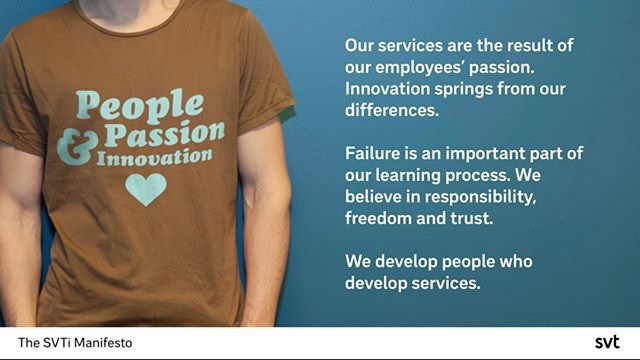 People
& Passion
Innovation
Our services are the result of
our employees’ passion.
Innovation springs from our
differences.
Failure is an important part of
our learning process. We
believe in responsibility,
freedom and trust.
We develop people who
develop services.
The SVTi Manifesto
svt